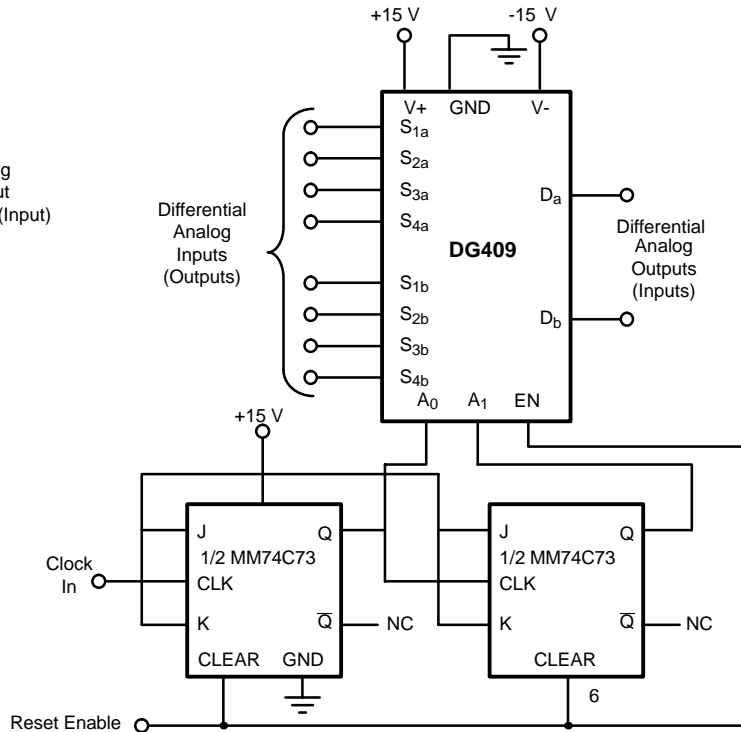 +15 V
-15 V
V+ GND V-
g
ut
(Input)
Differential
Analog
Inputs
(Outputs)
S1a
S2a
S3a
S4a
S1b
S2b
S3b
S4b
DG409
Da
Db
Differential
Analog
Outputs
(Inputs)
A0 A1 EN
+15 V
J Q
1/2 MM74C73
CLK
K Q
CLEAR GND
NC
Clock
In
J Q
1/2 MM74C73
CLK
K Q
CLEAR
NC
6
Reset Enable